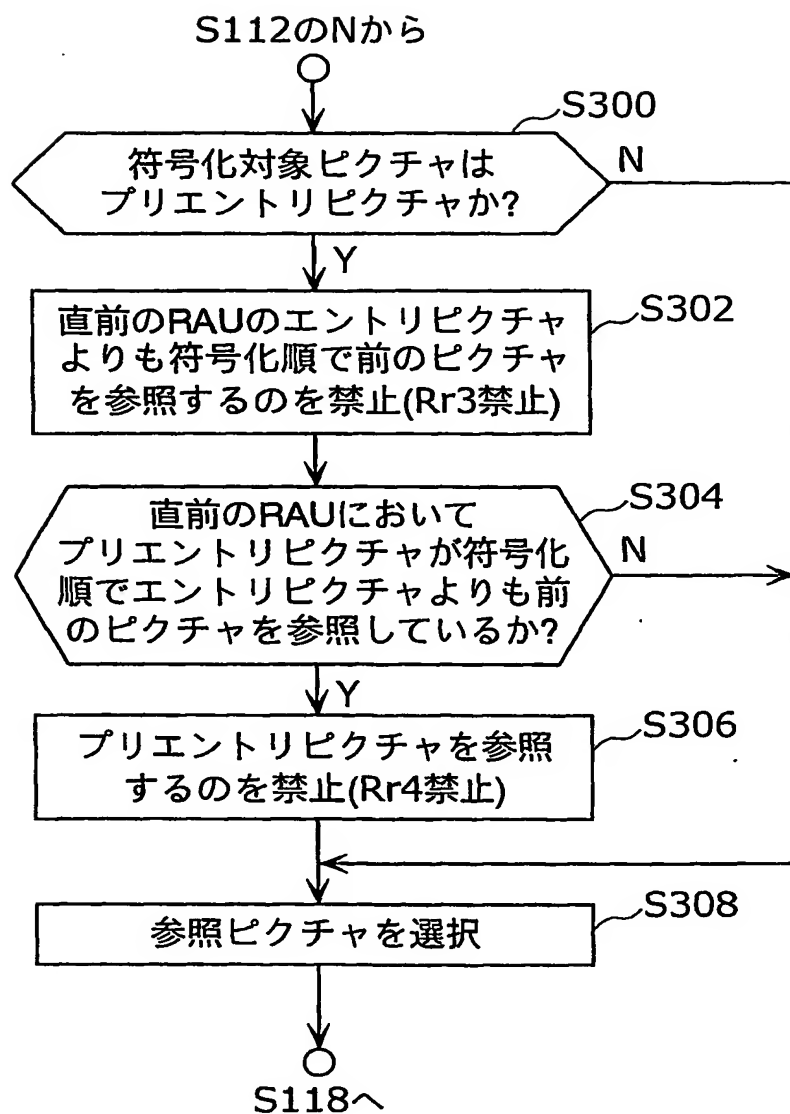 S112のNから
S300
符号化対象ピクチャは
プリエントリピクチャか?
N
Y
直前のRAUのエントリピクチャ
よりも符号化順で前のピクチャ
を参照するのを禁止(Rr3禁止)
S302
直前のRAUにおいて
プリエントリピクチャが符号化
順でエントリピクチャよりも前
のピクチャを参照しているか?
S304
N
Y
プリエントリピクチャを参照
するのを禁止(Rr4禁止)
S306
参照ピクチャを選択
S308
S118へ